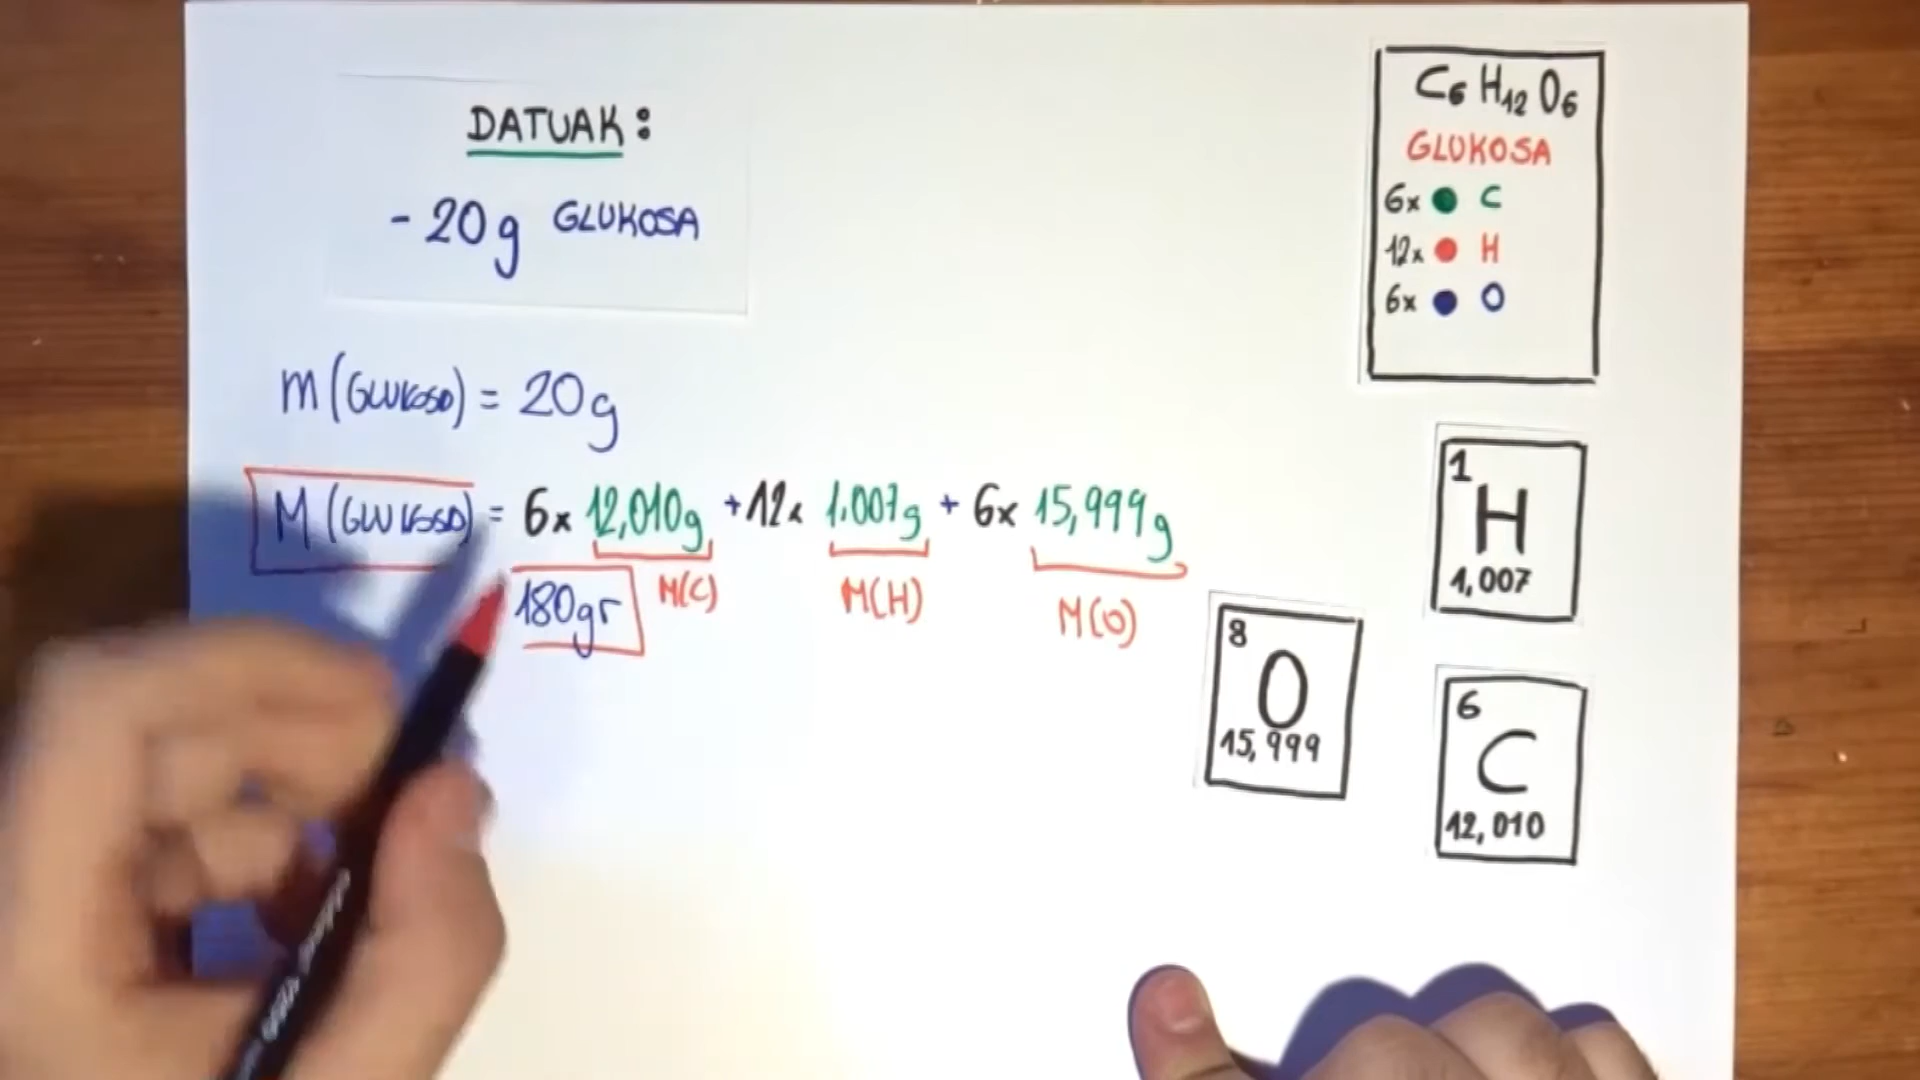 DATUAK:
- 20g GLUKOSA
m (GLUKOSA) = 20g
M (GLUKOSA) = 6x 12,010g + 12x 1.007g + 6x 15,999g
180gr M(C) M(H) M(O)
C6 H12 O6
GLUKOSA
6x C
12x H
6x O
1
H
1,007
8
O
15,999
6
C
12,010